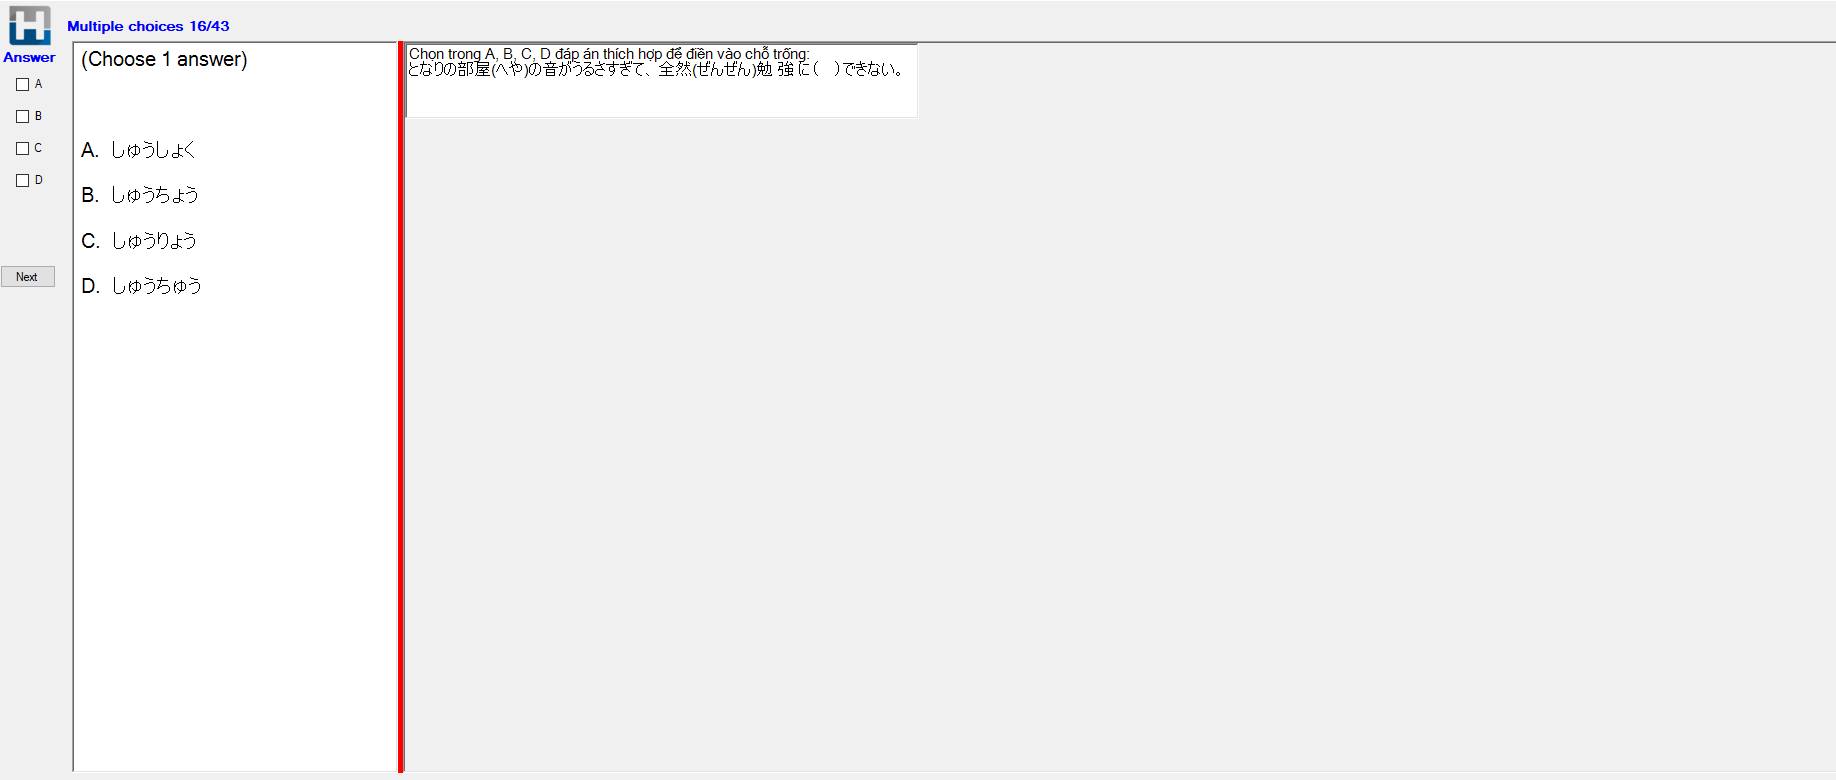 Multiple choices 16/43
Answer
A
B
C
D
Next
(Choose 1 answer)
A. しゅうしょく
B. しゅうちょう
C. しゅうりょう
D. しゅうちゅう
Chọn trong A, B, C, D đáp án thích hợp để điền vào chỗ trống:
となりの部屋(へや)の音がうるさすぎて、全然(ぜんぜん)勉 強 に(　)できない。